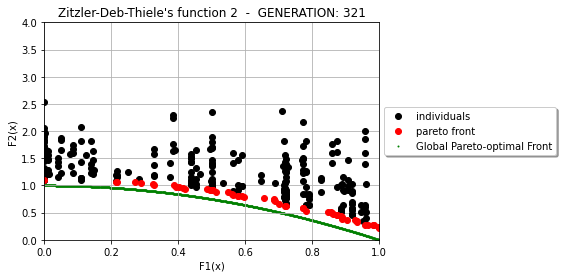 Zitzler-Deb-Thiele's function 2 - GENERATION: 321
4.0
3.5
3.0
2.5
2.0
1.5
1.0
0.5
0.0
F2(x)
0.0 0.2 0.4 0.6 0.8 1.0
F1(x)
individuals
pareto front
Global Pareto-optimal Front